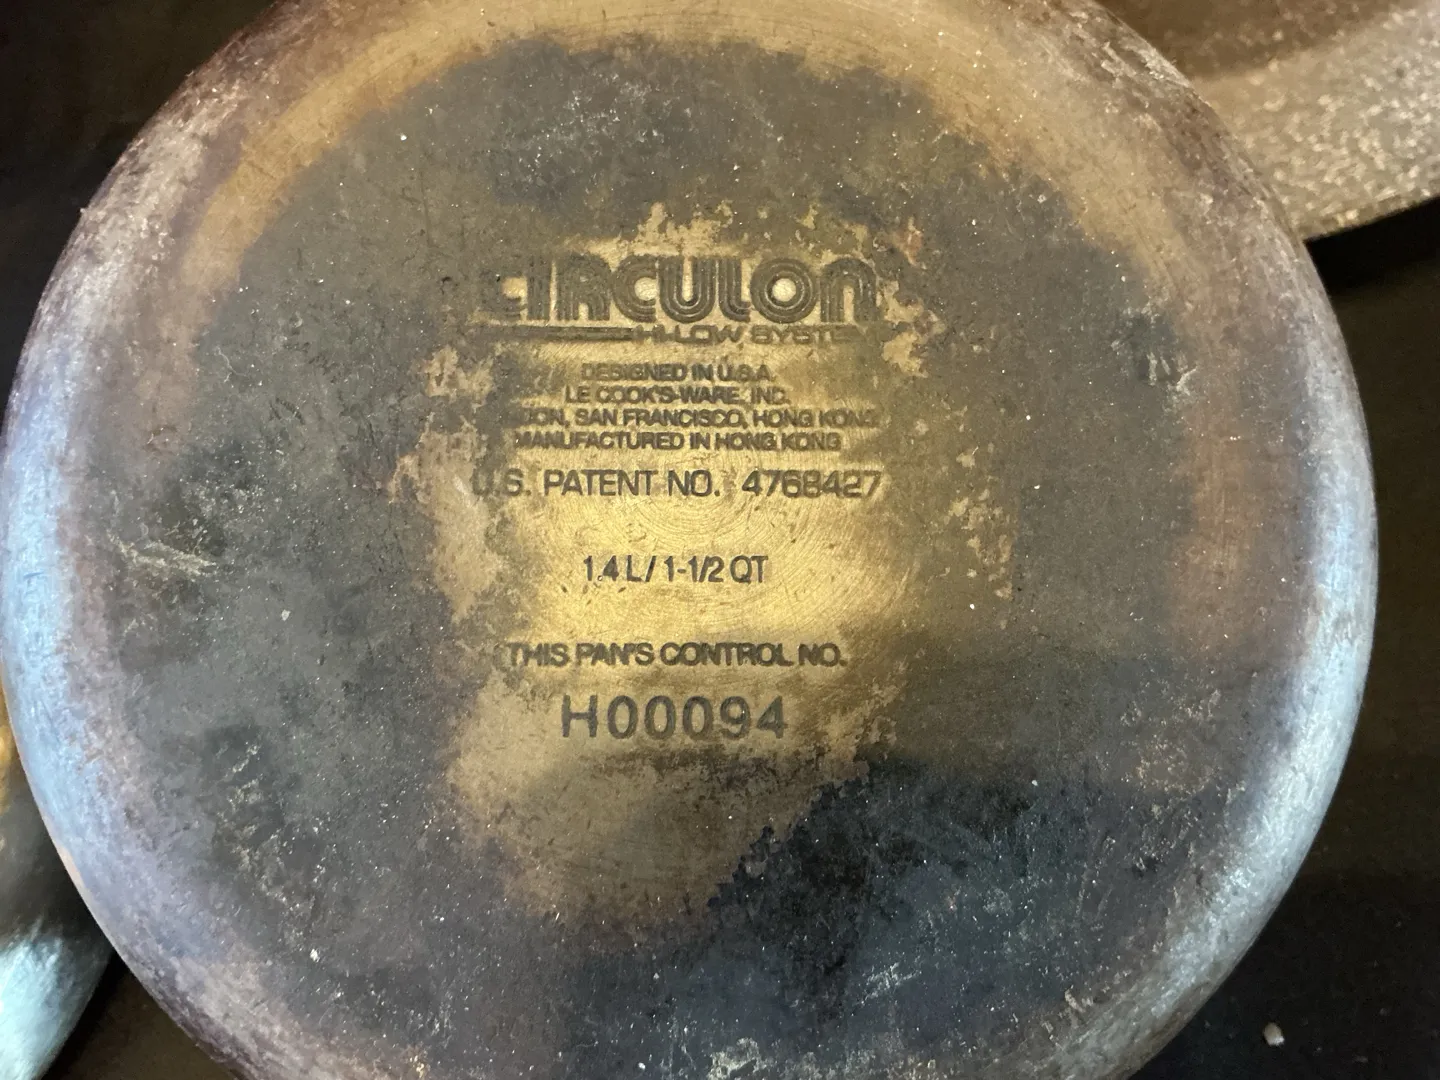 CIRCULON
HI-LOW SYSTE
DESIGNED IN U.S.A.
LE COOK'S-WARE, INC.
SAN FRANCISCO, HONG KONG
MANUFACTURED IN HONG KONG
U.S. PATENT NO. 4768427
1.4 L / 1-1/2 QT
THIS PAN'S CONTROL NO.
H00094